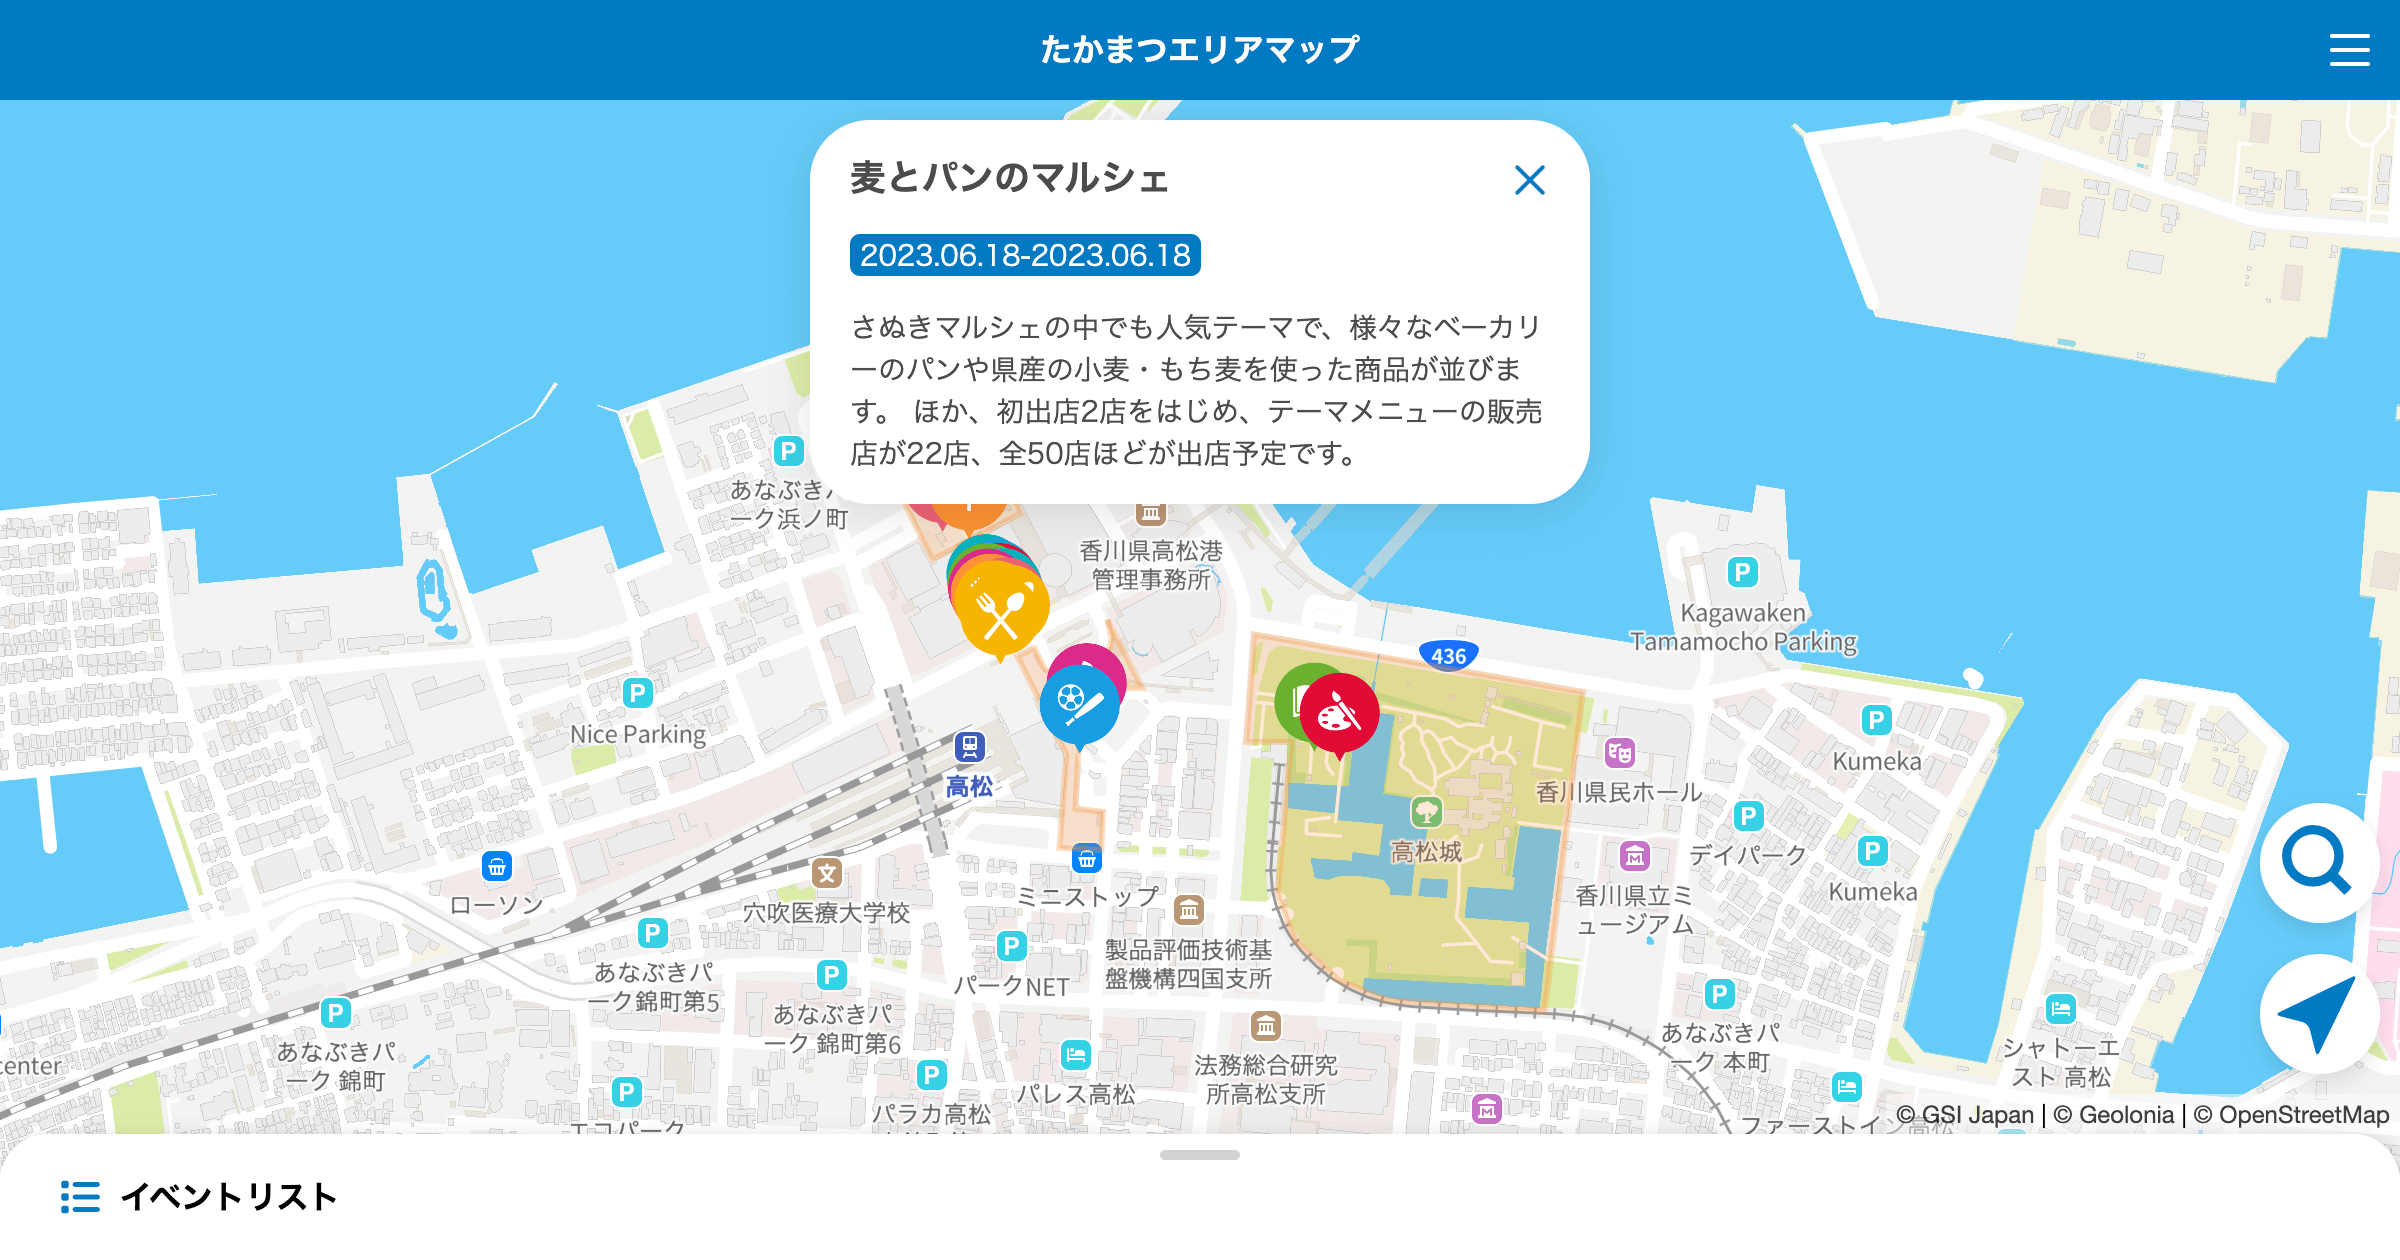 たかまつエリアマップ
麦とパンのマルシェ
2023.06.18-2023.06.18
さぬきマルシェの中でも人気テーマで、様々なベーカリ
ーのパンや県産の小麦・もち麦を使った商品が並びま
す。 ほか、初出店2店をはじめ、テーマメニューの販売
店が22店、全50店ほどが出店予定です。
P
あなぶきパ
ーク浜ノ町
香川県高松港
管理事務所
P
Kagawaken
Tamamocho Parking
436
P
Nice Parking
高松
P
Kumeka
香川県民ホール
P
デイパーク
高松城
P
Kumeka
香川県立ミ
ュージアム
ローソン
文
穴吹医療大学校
ミニストップ
製品評価技術基
盤機構四国支所
P
パークNET
P
あなぶきパ
ーク錦町第5
P
あなぶきパ
ーク 錦町第6
P
あなぶきパ
ーク 錦町
center
P
あなぶきパ
ーク 本町
シャトーエ
スト 高松
法務総合研究
所高松支所
パレス高松
P
パラカ高松
P
エコパーク
ファーストイン高松
© GSI Japan | © Geolonia | © OpenStreetMap
イベントリスト